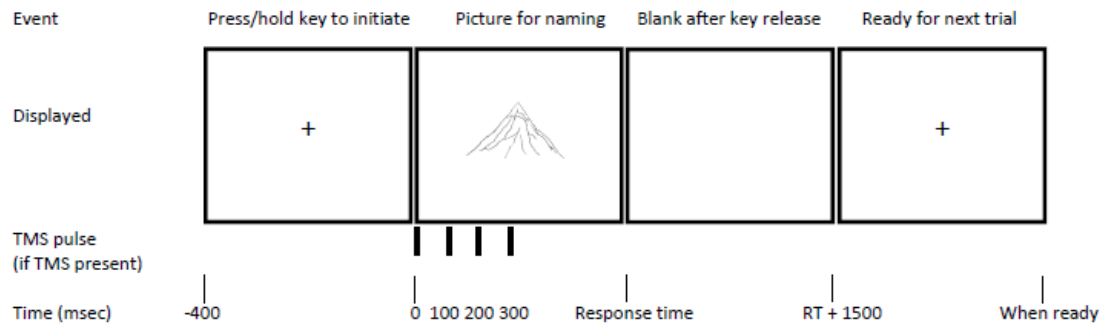 Event Press/hold key to initiate Picture for naming Blank after key release Ready for next trial
Displayed + +
TMS pulse
(if TMS present)
Time (msec) -400 0 100 200 300 Response time RT + 1500 When ready